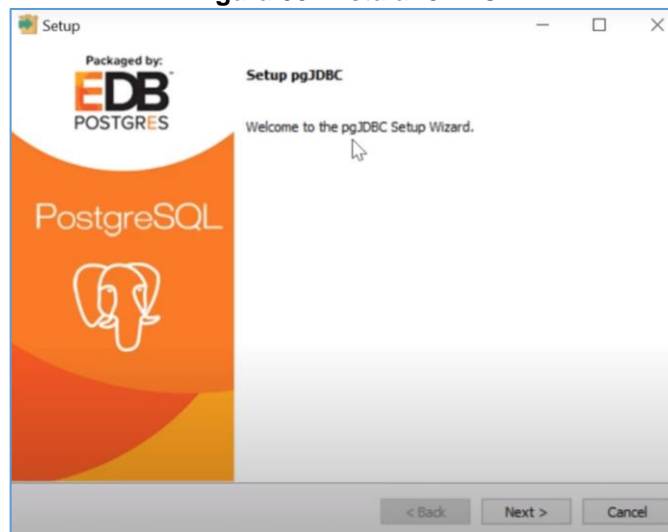 Setup
Packaged by:
EDB
POSTGRES
Setup pgJDBC
Welcome to the pgJDBC Setup Wizard.
PostgreSQL
< Back
Next >
Cancel